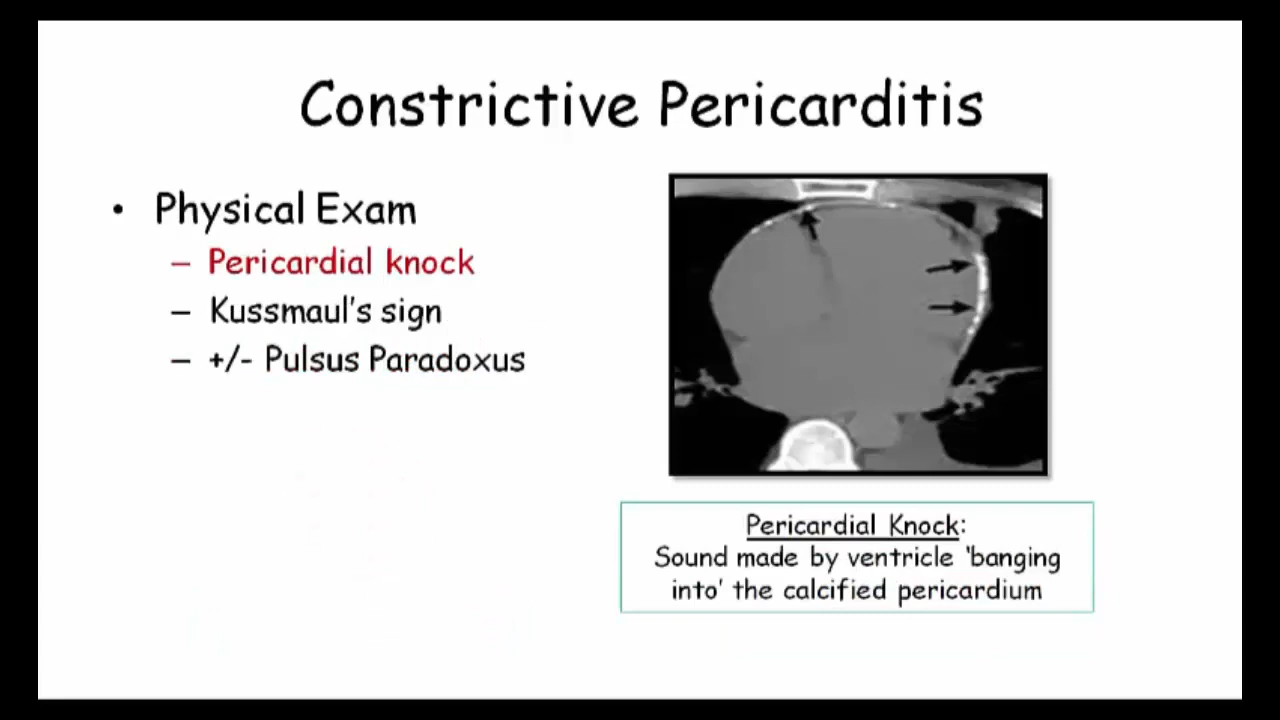 Constrictive Pericarditis
• Physical Exam
– Pericardial knock
– Kussmaul's sign
– +/- Pulsus Paradoxus
Pericardial Knock:
Sound made by ventricle 'banging
into' the calcified pericardium